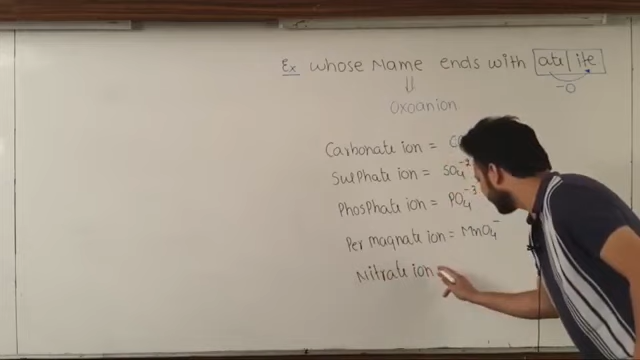 Ex whose Name ends with ate | ite
-O
Oxoanion
Carbonate ion =
Sulphate ion = SO₄⁻²
Phosphate ion = PO₄⁻³
Per magnate ion = MnO₄⁻
Nitrate ion